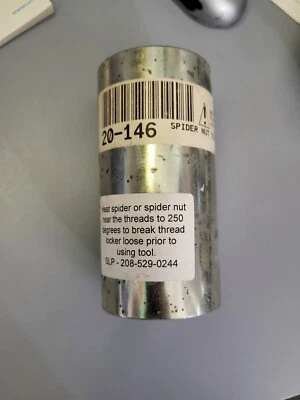 20-146
SPIDER NUT
Heat spider or spider nut
near the threads to 250
degrees to break thread
locker loose prior to
using tool.
SLP - 208-529-0244